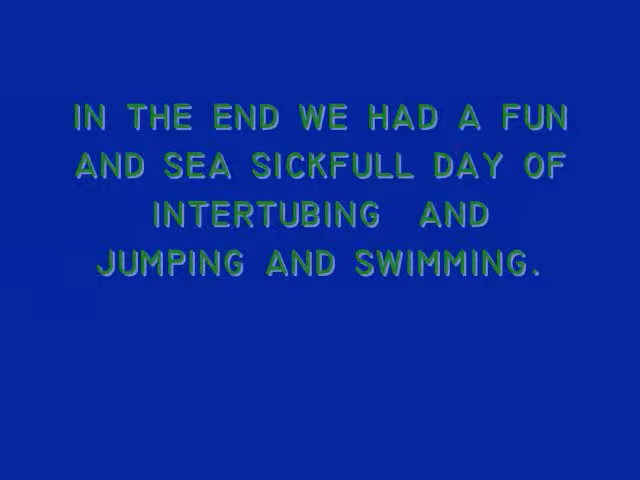 IN THE END WE HAD A FUN
AND SEA SICKFULL DAY OF
INTERTUBING AND
JUMPING AND SWIMMING.